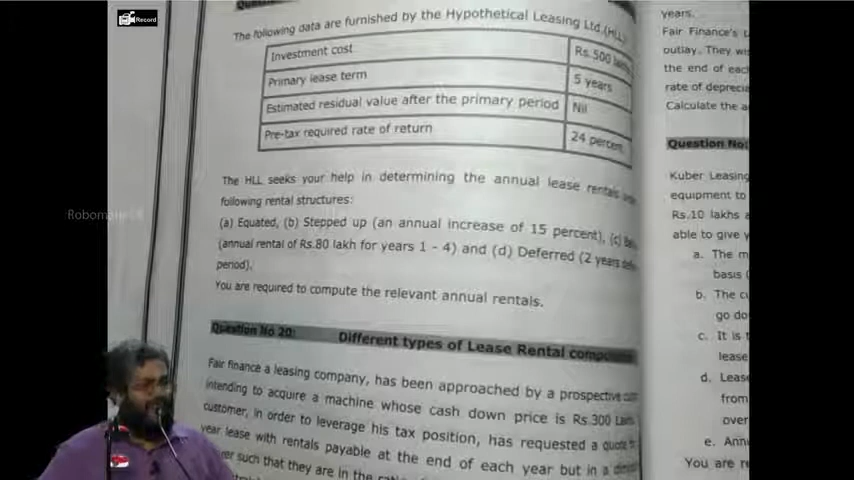 Record
The following data are furnished by the Hypothetical Leasing Ltd.(HLL)
Investment cost
Rs.500 lakhs
Primary lease term
5 years
Estimated residual value after the primary period
Nil
Pre-tax required rate of return
24 percent
The HLL seeks your help in determining the annual lease rentals
following rental structures:
(a) Equated, (b) Stepped up (an annual increase of 15 percent), (c)
(annual rental of Rs.80 lakh for years 1 - 4) and (d) Deferred (2 years
period).
You are required to compute the relevant annual rentals.
Question No 20:
Different types of Lease Rental
Fair finance a leasing company, has been approached by a prospective
intending to acquire a machine whose cash down price is Rs.300
customer, in order to leverage his tax position, has requested a quote
year lease with rentals payable at the end of each year but in a
such that they are in the
years.
Fair Finance's
outlay. They
the end of each
rate of
Calculate the
Question No:
Kuber Leasing
equipment to
Rs.10 lakhs
able to give
a. The
basis
b. The
go do
c. It is
lease
d. Lease
from
over
e.
You are